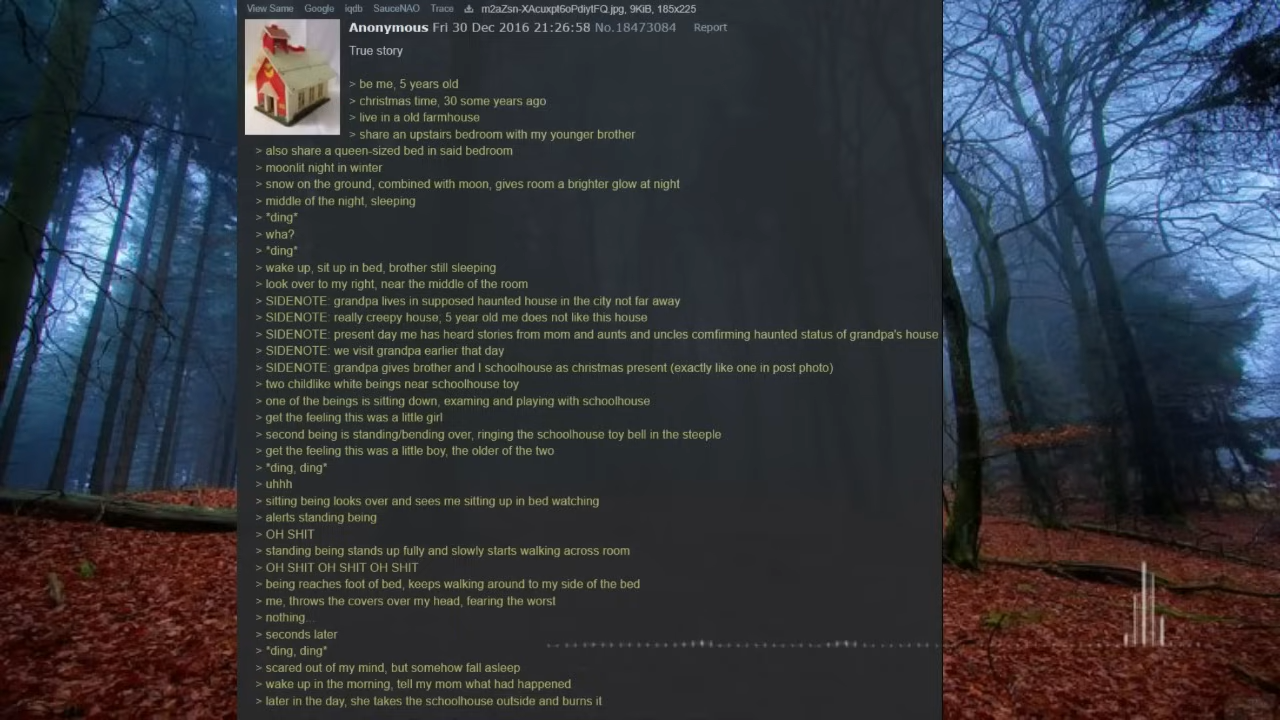 View Same Google iqdb SauceNAO Trace m2aZsn-XAcuxpt6oPdiytFQ.jpg, 9KiB, 185x225
Anonymous Fri 30 Dec 2016 21:26:58 No.18473084 Report
True story
> be me, 5 years old
> christmas time, 30 some years ago
> live in a old farmhouse
> share an upstairs bedroom with my younger brother
> also share a queen-sized bed in said bedroom
> moonlit night in winter
> snow on the ground, combined with moon, gives room a brighter glow at night
> middle of the night, sleeping
> *ding*
> wha?
> *ding*
> wake up, sit up in bed, brother still sleeping
> look over to my right, near the middle of the room
> SIDENOTE: grandpa lives in supposed haunted house in the city not far away
> SIDENOTE: really creepy house; 5 year old me does not like this house
> SIDENOTE: present day me has heard stories from mom and aunts and uncles comfirming haunted status of grandpa's house
> SIDENOTE: we visit grandpa earlier that day
> SIDENOTE: grandpa gives brother and I schoolhouse as christmas present (exactly like one in post photo)
> two childlike white beings near schoolhouse toy
> one of the beings is sitting down, examing and playing with schoolhouse
> get the feeling this was a little girl
> second being is standing/bending over, ringing the schoolhouse toy bell in the steeple
> get the feeling this was a little boy, the older of the two
> *ding, ding*
> uhhh
> sitting being looks over and sees me sitting up in bed watching
> alerts standing being
> OH SHIT
> standing being stands up fully and slowly starts walking across room
> OH SHIT OH SHIT OH SHIT
> being reaches foot of bed, keeps walking around to my side of the bed
> me, throws the covers over my head, fearing the worst
> nothing...
> seconds later
> *ding, ding*
> scared out of my mind, but somehow fall asleep
> wake up in the morning, tell my mom what had happened
> later in the day, she takes the schoolhouse outside and burns it